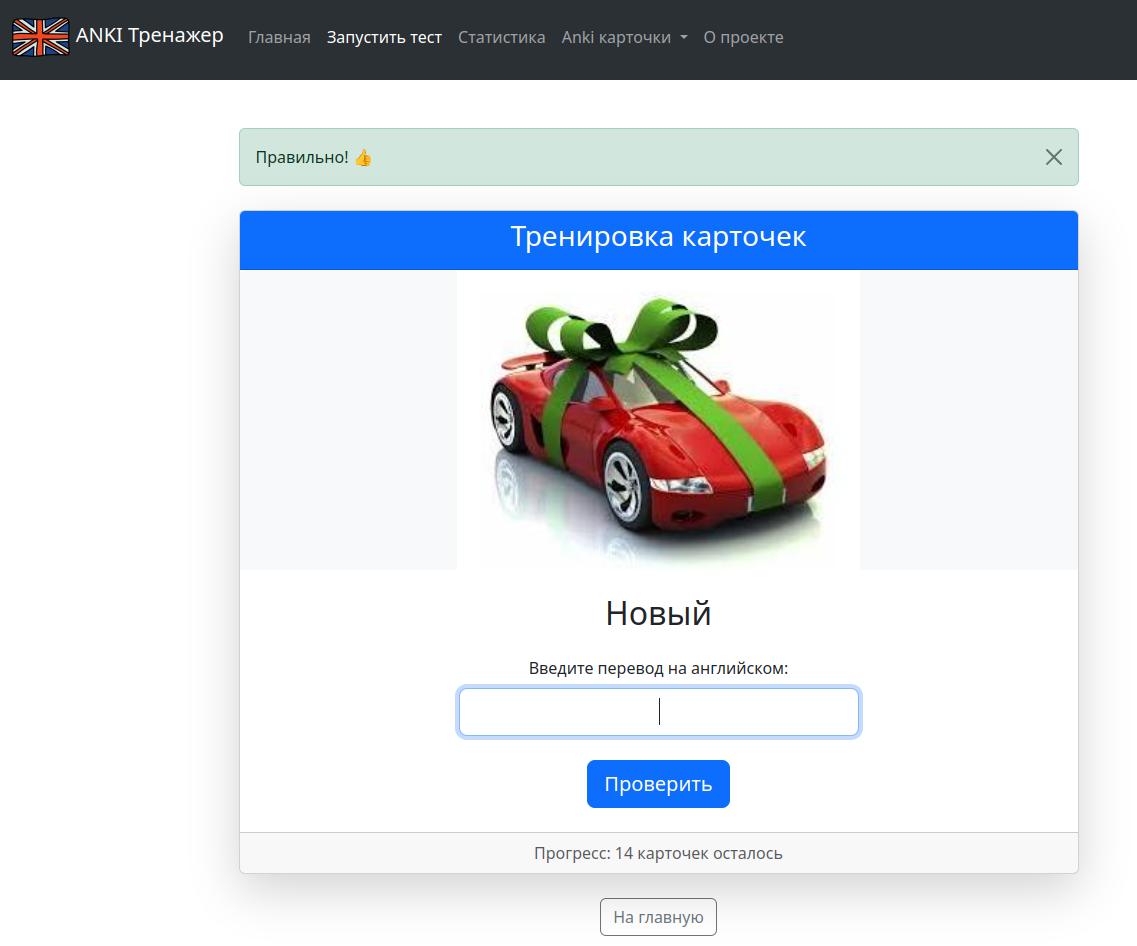 ANKI Тренажер Главная Запустить тест Статистика Anki карточки О проекте
Правильно! 👍
Тренировка карточек
Новый
Введите перевод на английском:
Проверить
Прогресс: 14 карточек осталось
На главную